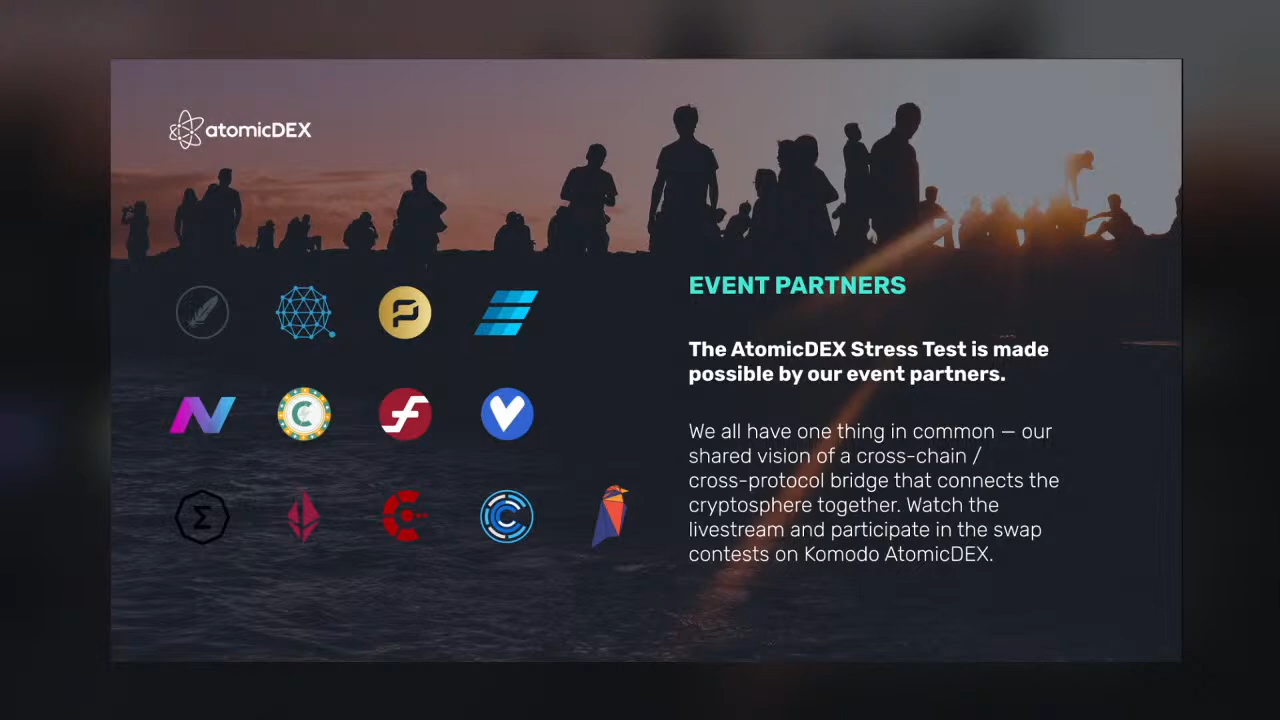 atomicDEX
EVENT PARTNERS
The AtomicDEX Stress Test is made
possible by our event partners.
We all have one thing in common — our
shared vision of a cross-chain /
cross-protocol bridge that connects the
cryptosphere together. Watch the
livestream and participate in the swap
contests on Komodo AtomicDEX.